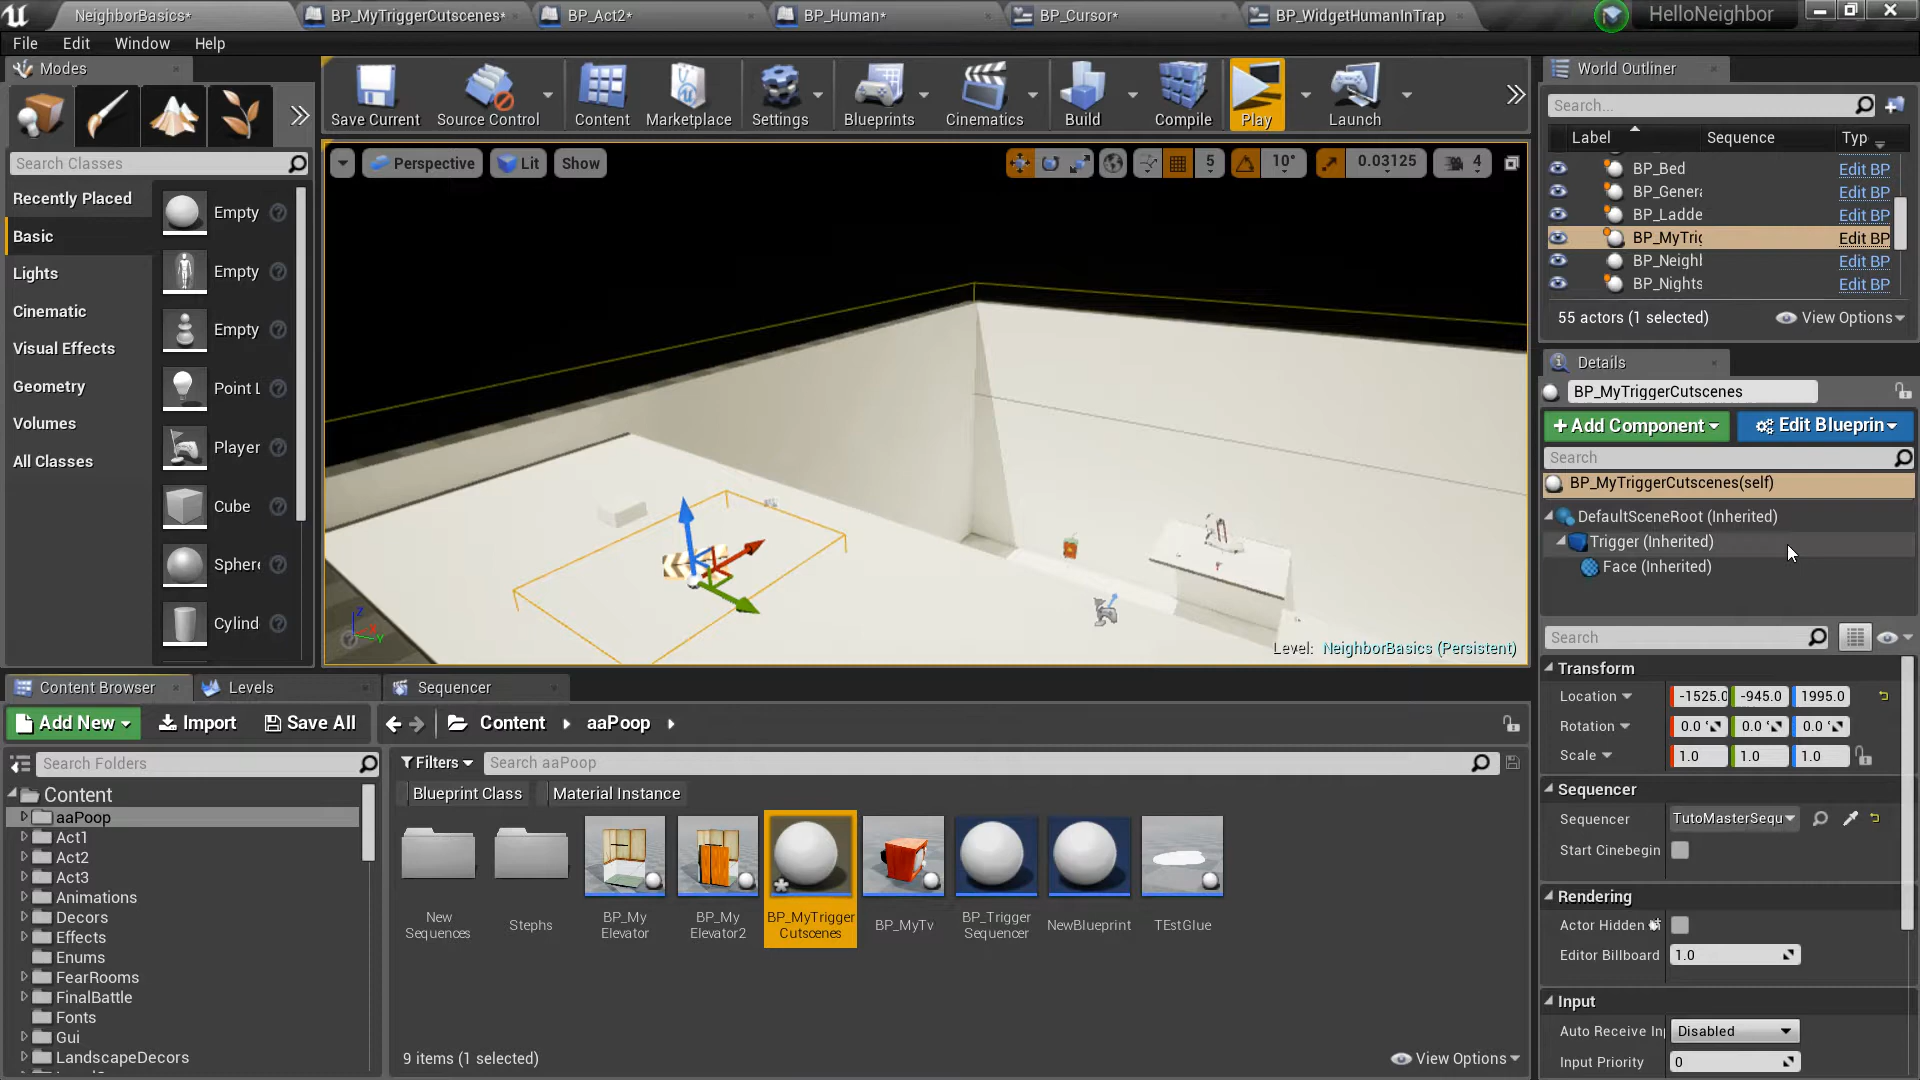 NeighborBasics*
BP_MyTriggerCutscenes*
BP_Act2*
BP_Human*
BP_Cursor*
BP_WidgetHumanInTrap
HelloNeighbor
File Edit Window Help
Modes
Search Classes
Recently Placed
Basic
Lights
Cinematic
Visual Effects
Geometry
Volumes
All Classes
Empty
Empty
Empty
Point L
Player
Cube
Sphere
Cylind
Save Current
Source Control
Content
Marketplace
Settings
Blueprints
Cinematics
Build
Compile
Play
Launch
Perspective Lit Show
5 10° 0.03125 4
Level: NeighborBasics (Persistent)
World Outliner
Search...
Label Sequence Typ
BP_Bed Edit BP
BP_Genera Edit BP
BP_Ladde Edit BP
BP_MyTrig Edit BP
BP_Neighl Edit BP
BP_Nights Edit BP
55 actors (1 selected) View Options
Details
BP_MyTriggerCutscenes
+Add Component Edit Blueprin
Search
BP_MyTriggerCutscenes(self)
DefaultSceneRoot (Inherited)
Trigger (Inherited)
Face (Inherited)
Search
Transform
Location -1525.0 -945.0 1995.0
Rotation 0.0 ° 0.0 ° 0.0 °
Scale 1.0 1.0 1.0
Sequencer
Sequencer TutoMasterSequ
Start Cinebegin
Rendering
Actor Hidden
Editor Billboard 1.0
Input
Auto Receive In Disabled
Input Priority 0
Content Browser Levels Sequencer
Add New Import Save All
Content aaPoop
Search Folders
Content
aaPoop
Act1
Act2
Act3
Animations
Decors
Effects
Enums
FearRooms
FinalBattle
Fonts
Gui
LandscapeDecors
Filters Search aaPoop
Blueprint Class Material Instance
New Sequences
Stephs
BP_My Elevator
BP_My Elevator2
BP_MyTrigger Cutscenes
BP_MyTv
BP_Trigger Sequencer
NewBlueprint
TEstGlue
9 items (1 selected) View Options